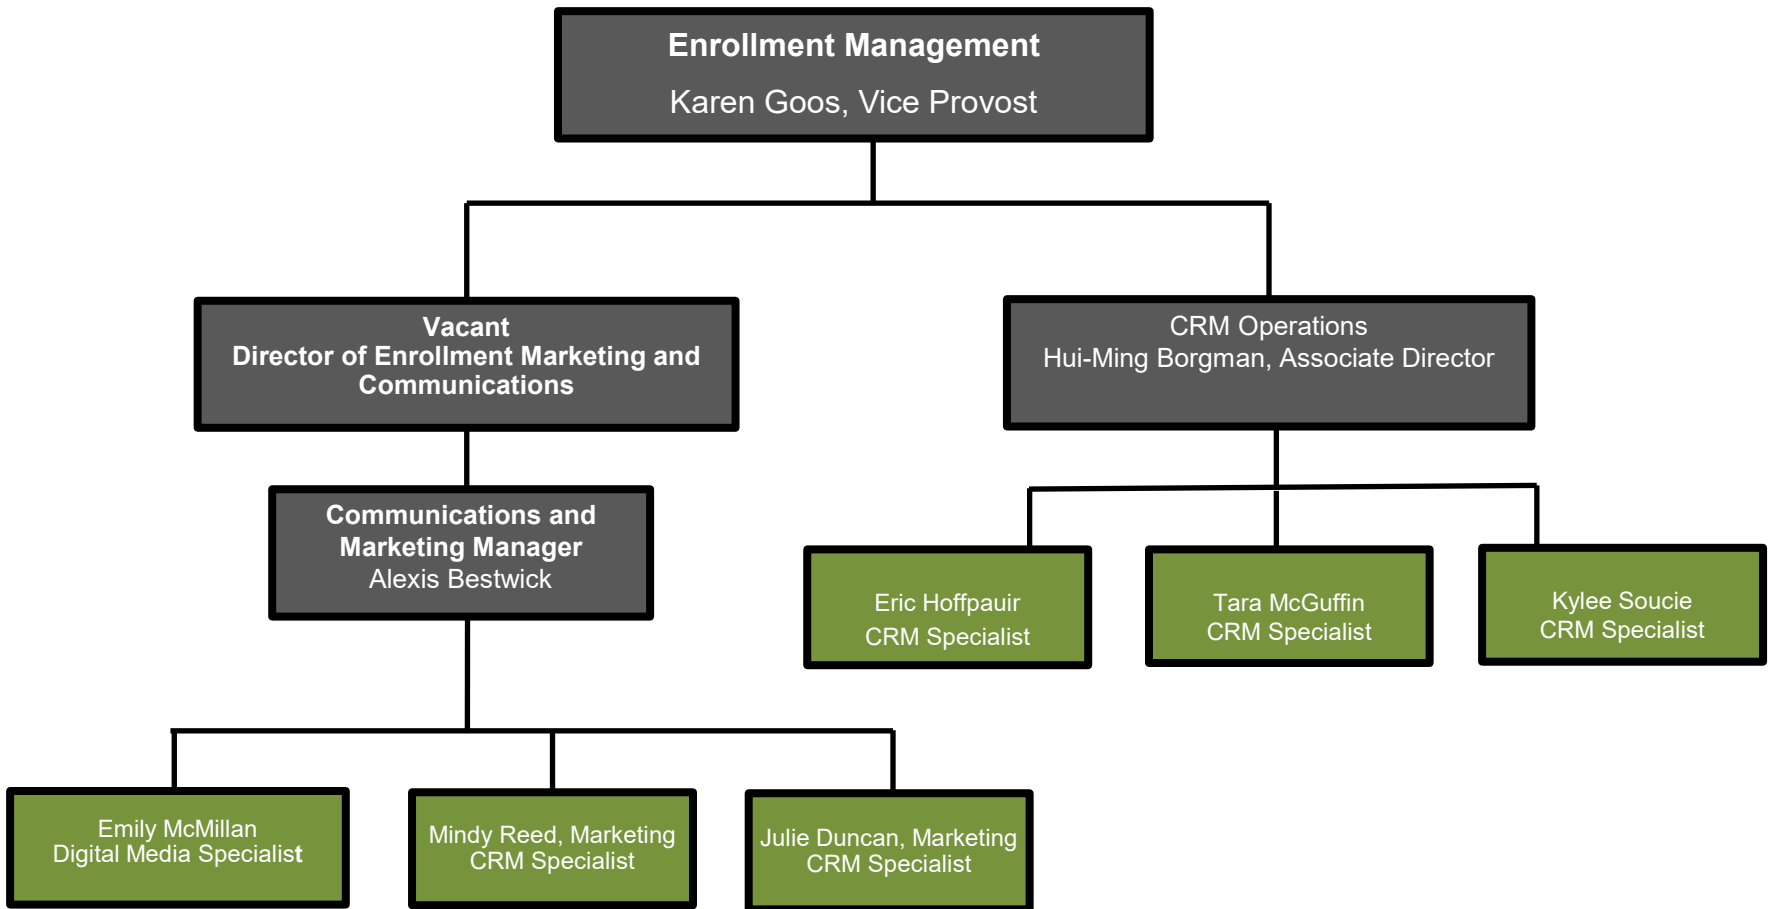 Enrollment Management
Karen Goos, Vice Provost
Vacant
Director of Enrollment Marketing and
Communications
CRM Operations
Hui-Ming Borgman, Associate Director
Communications and
Marketing Manager
Alexis Bestwick
Eric Hoffpauir
CRM Specialist
Tara McGuffin
CRM Specialist
Kylee Soucie
CRM Specialist
Emily McMillan
Digital Media Specialist
Mindy Reed, Marketing
CRM Specialist
Julie Duncan, Marketing
CRM Specialist